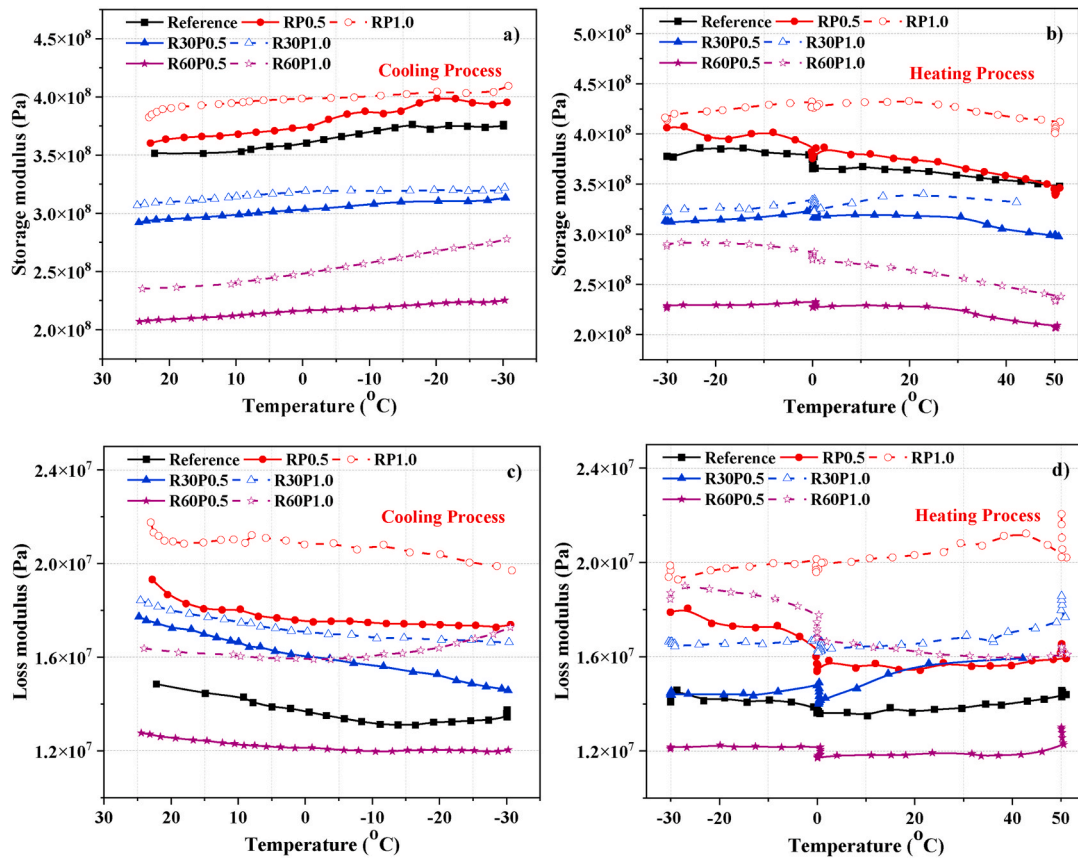 Reference RP0.5 RP1.0
R30P0.5 R30P1.0
R60P0.5 R60P1.0
a)
Cooling Process
4.5×10⁸
4.0×10⁸
3.5×10⁸
3.0×10⁸
2.5×10⁸
2.0×10⁸
Storage modulus (Pa)
30 20 10 0 -10 -20 -30
Temperature (°C)
Reference RP0.5 RP1.0
R30P0.5 R30P1.0
R60P0.5 R60P1.0
b)
Heating Process
5.0×10⁸
4.5×10⁸
4.0×10⁸
3.5×10⁸
3.0×10⁸
2.5×10⁸
2.0×10⁸
Storage modulus (Pa)
-30 -20 0 20 40 50
Temperature (°C)
Reference RP0.5 RP1.0
R30P0.5 R30P1.0
R60P0.5 R60P1.0
c)
Cooling Process
2.4×10⁷
2.0×10⁷
1.6×10⁷
1.2×10⁷
Loss modulus (Pa)
30 20 10 0 -10 -20 -30
Temperature (°C)
Reference RP0.5 RP1.0
R30P0.5 R30P1.0
R60P0.5 R60P1.0
d)
Heating Process
2.4×10⁷
2.0×10⁷
1.6×10⁷
1.2×10⁷
Loss modulus (Pa)
-30 -20 0 20 40 50
Temperature (°C)